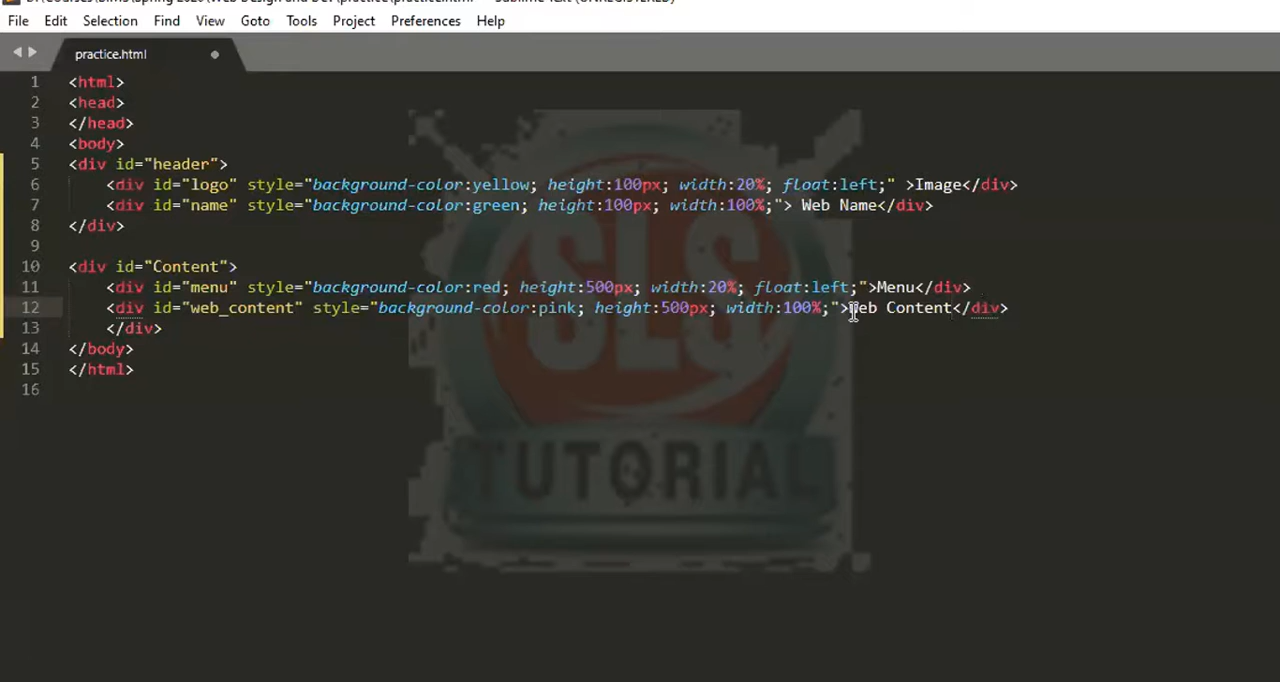 File Edit Selection Find View Goto Tools Project Preferences Help
practice.html
1 <html>
2 <head>
3 </head>
4 <body>
5 <div id="header">
6 <div id="logo" style="background-color:yellow; height:100px; width:20%; float:left;" >Image</div>
7 <div id="name" style="background-color:green; height:100px; width:100%;"> Web Name</div>
8 </div>
9
10 <div id="Content">
11 <div id="menu" style="background-color:red; height:500px; width:20%; float:left;">Menu</div>
12 <div id="web_content" style="background-color:pink; height:500px; width:100%;">Web Content</div>
13 </div>
14 </body>
15 </html>
16
SLS
TUTORIAL